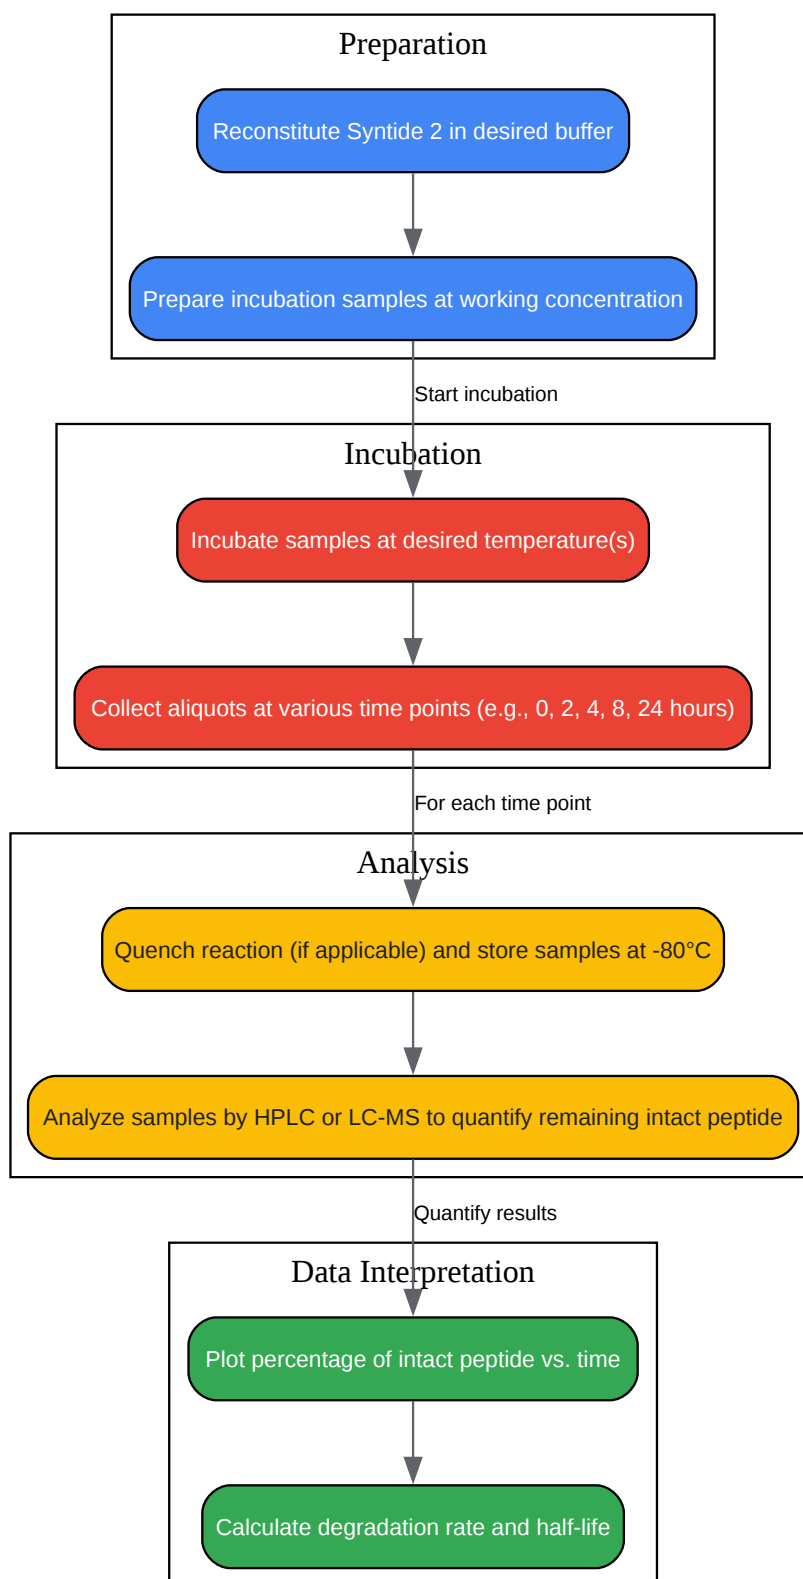 Preparation
Reconstitute Syntide 2 in desired buffer
Prepare incubation samples at working concentration
Start incubation
Incubation
Incubate samples at desired temperature(s)
Collect aliquots at various time points (e.g., 0, 2, 4, 8, 24 hours)
For each time point
Analysis
Quench reaction (if applicable) and store samples at -80°C
Analyze samples by HPLC or LC-MS to quantify remaining intact peptide
Quantify results
Data Interpretation
Plot percentage of intact peptide vs. time
Calculate degradation rate and half-life